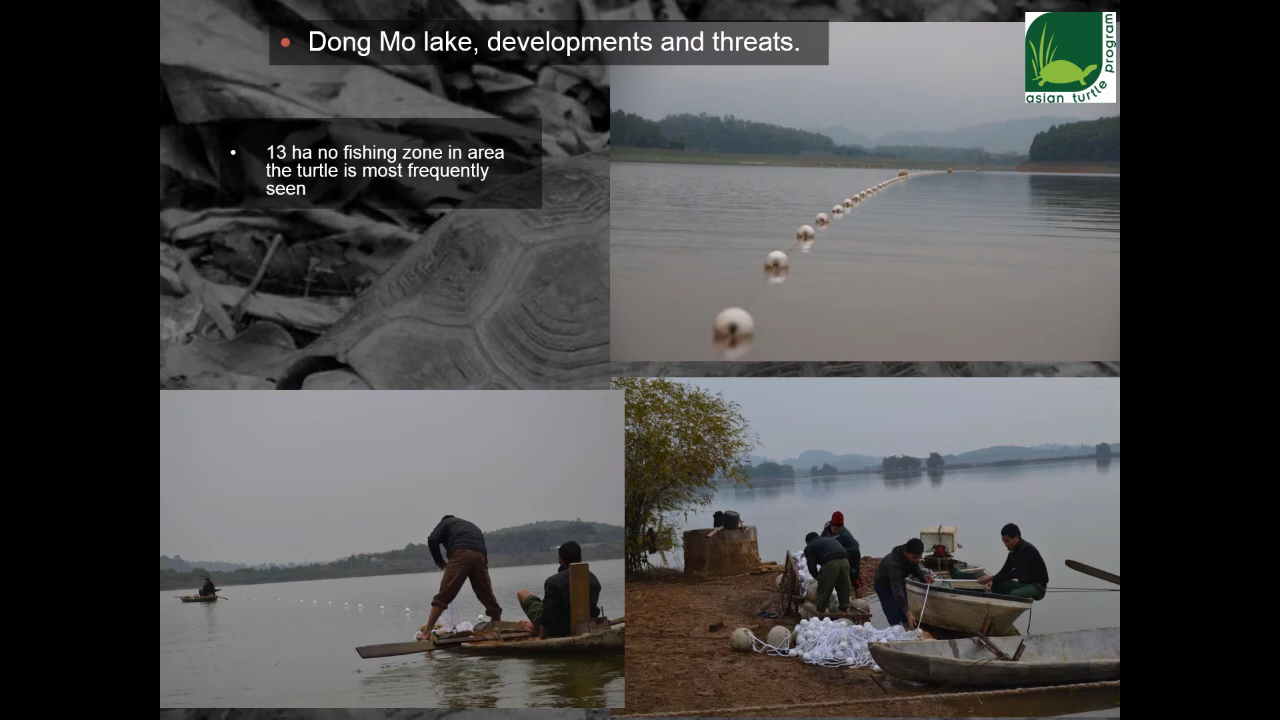 • Dong Mo lake, developments and threats.
asian turtle program
• 13 ha no fishing zone in area
the turtle is most frequently
seen